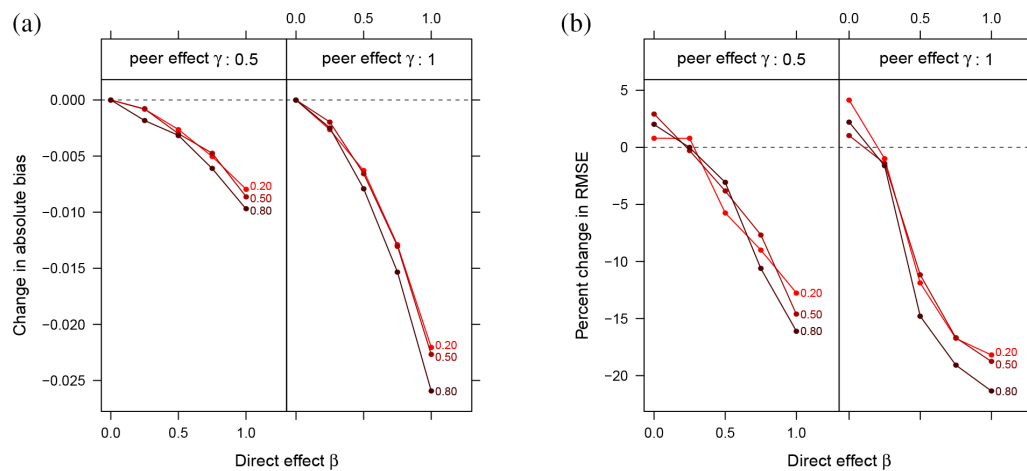 (a)
0.0 0.5 1.0
peer effect γ : 0.5 peer effect γ : 1
0.000
−0.005
−0.010
−0.015
−0.020
−0.025
Change in absolute bias
0.20
0.50
0.80
0.20
0.50
0.80
0.0 0.5 1.0
Direct effect β
(b)
0.0 0.5 1.0
peer effect γ : 0.5 peer effect γ : 1
5
0
−5
−10
−15
−20
Percent change in RMSE
0.20
0.50
0.80
0.20
0.50
0.80
0.0 0.5 1.0
Direct effect β